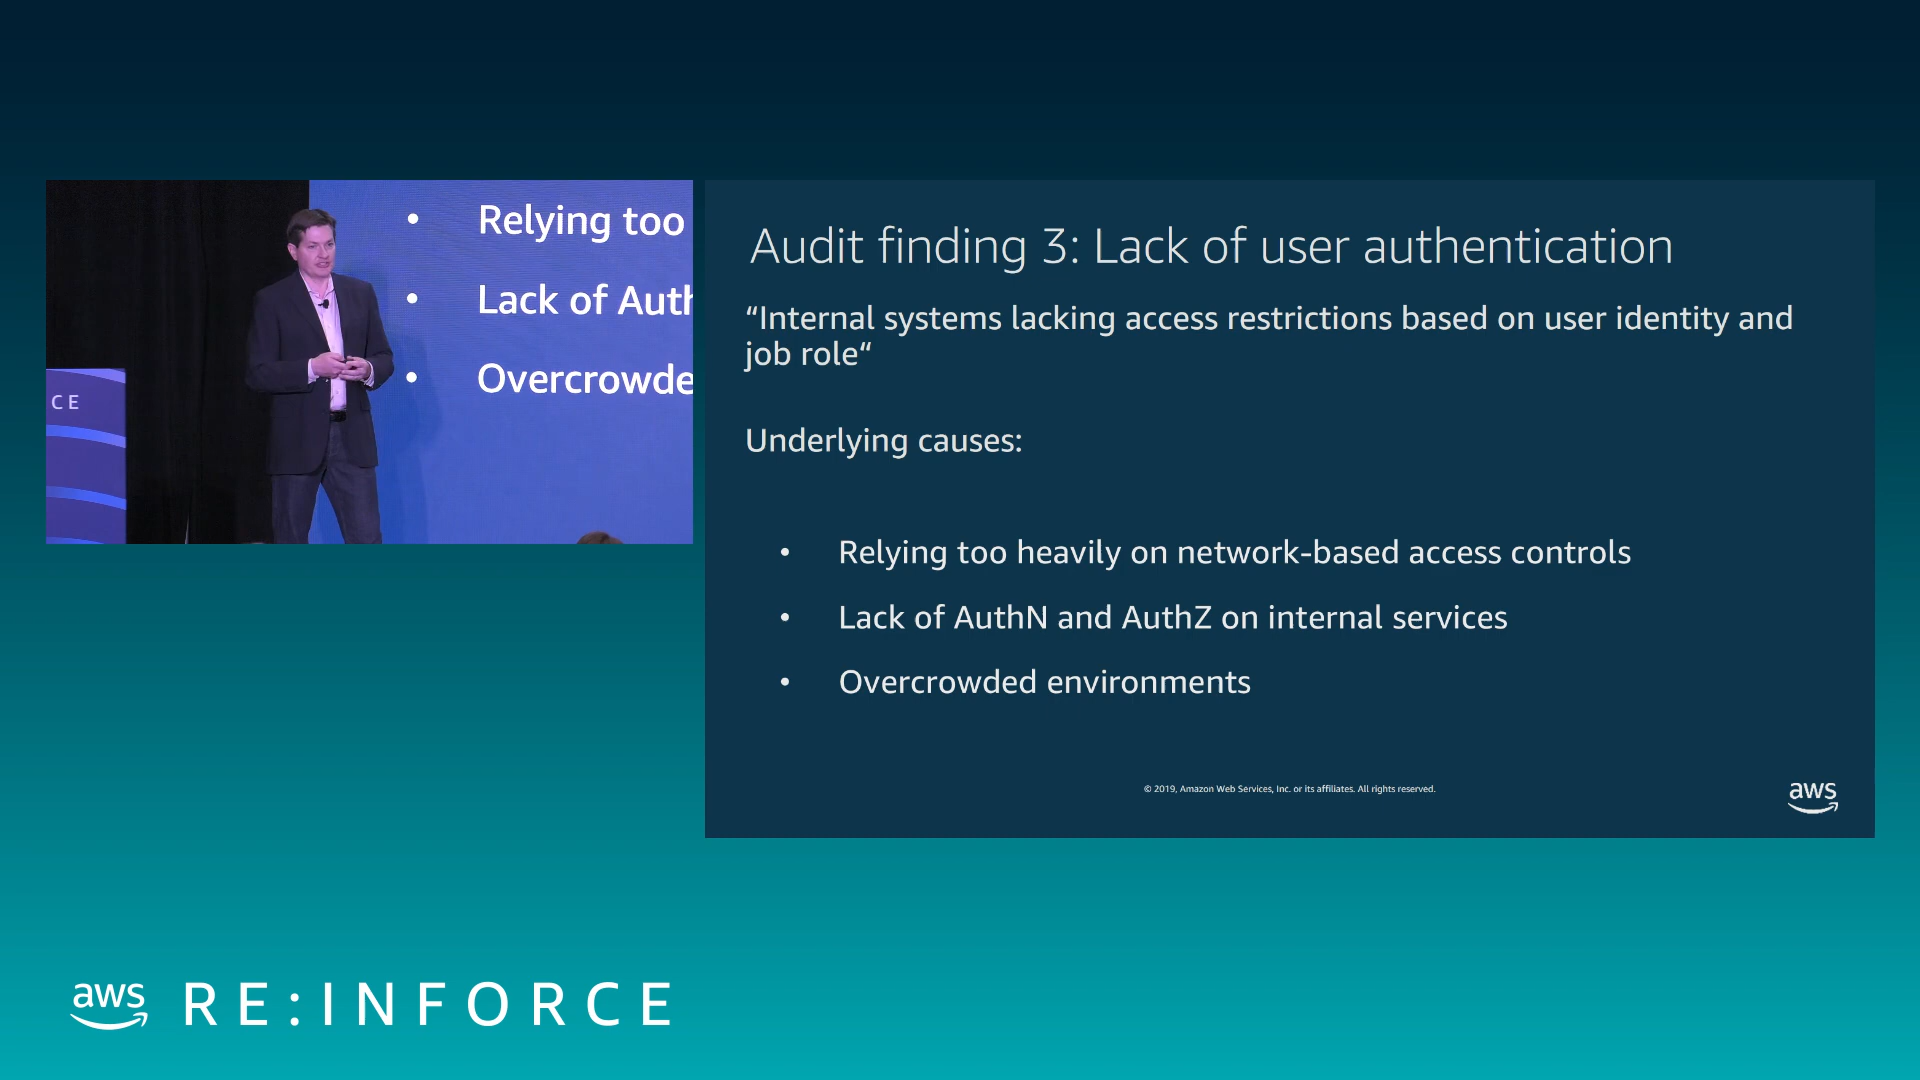 Relying too
Lack of Auth
Overcrowde
CE
Audit finding 3: Lack of user authentication
“Internal systems lacking access restrictions based on user identity and
job role“
Underlying causes:
• Relying too heavily on network-based access controls
• Lack of AuthN and AuthZ on internal services
• Overcrowded environments
© 2019, Amazon Web Services, Inc. or its affiliates. All rights reserved.
aws
aws RE:INFORCE